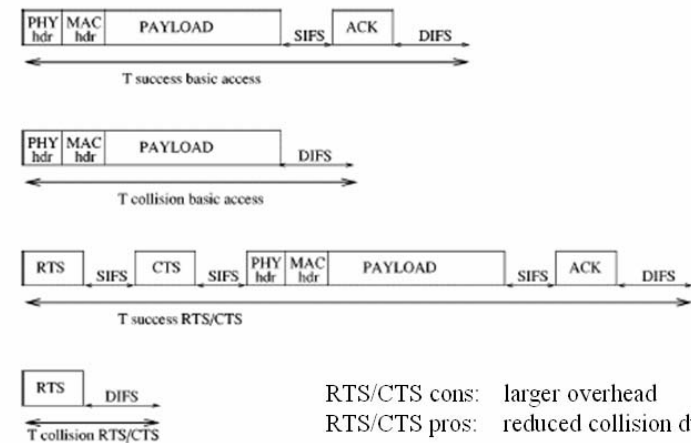 PHY MAC PAYLOAD ACK
hdr hdr SIFS DIFS
T success basic access
PHY MAC PAYLOAD
hdr hdr DIFS
T collision basic access
RTS CTS PHY MAC PAYLOAD ACK
SIFS SIFS hdr hdr SIFS DIFS
T success RTS/CTS
RTS DIFS
T collision RTS/CTS
RTS/CTS cons: larger overhead
RTS/CTS pros: reduced collision